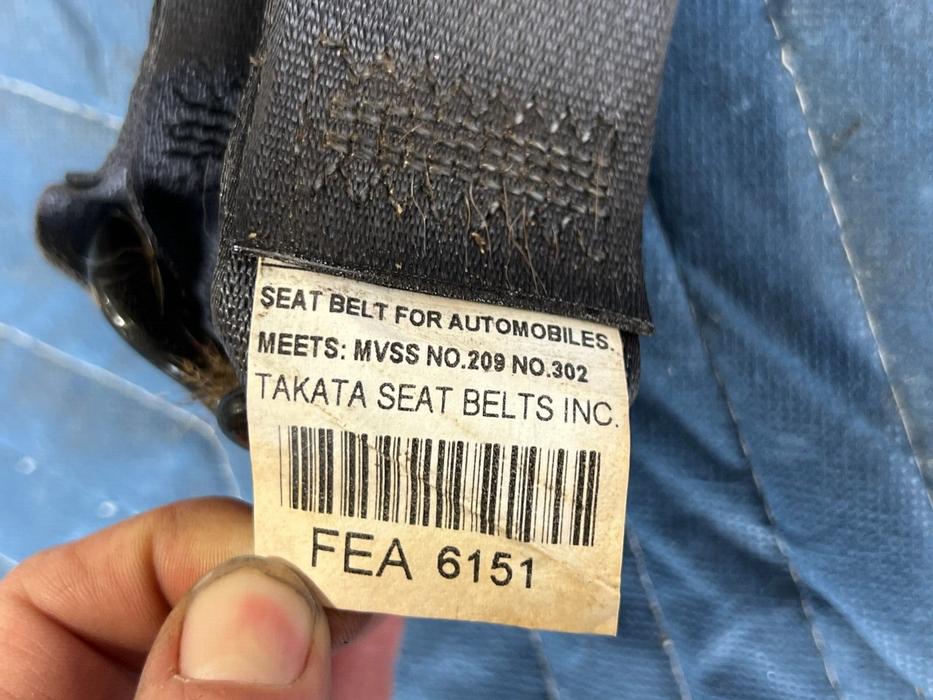 SEAT BELT FOR AUTOMOBILES.
MEETS: MVSS NO.209 NO.302
TAKATA SEAT BELTS INC.
FEA 6151